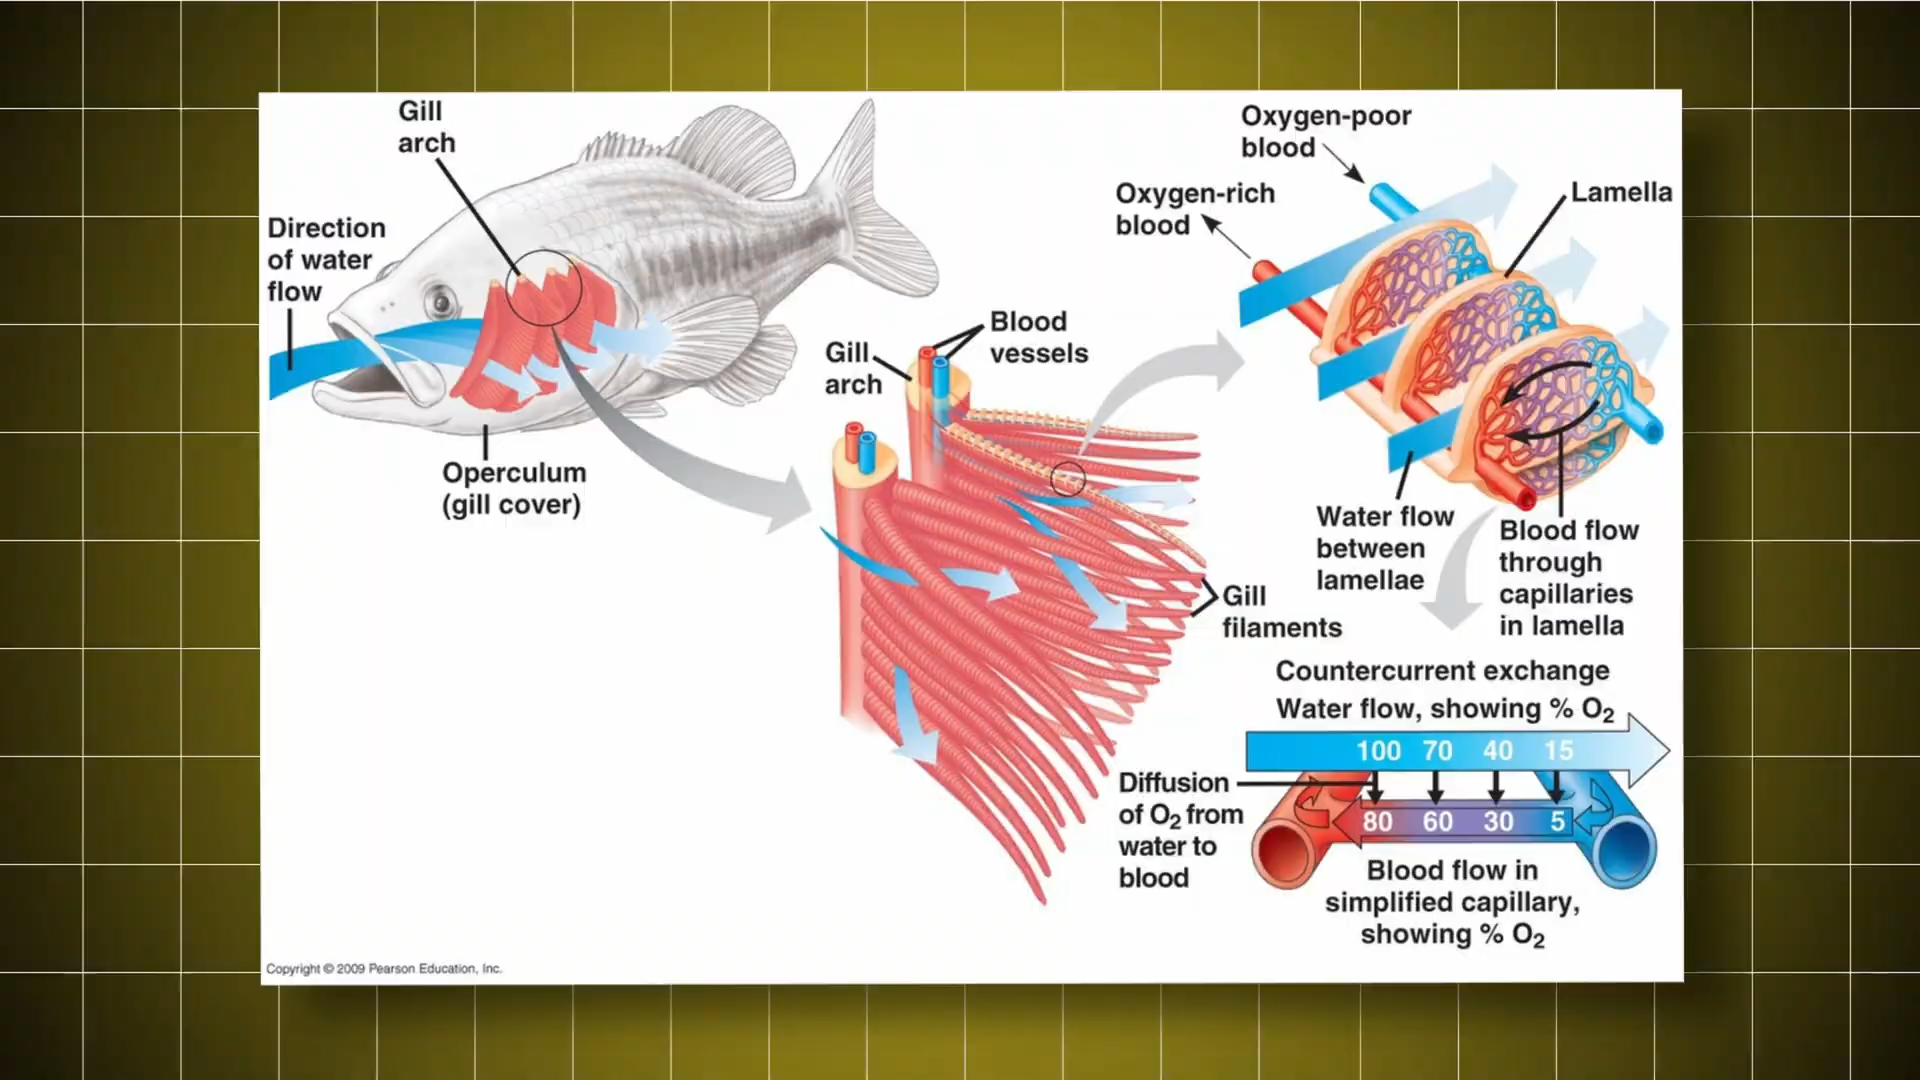 Gill
arch
Direction
of water
flow
Operculum
(gill cover)
Gill
arch
Blood
vessels
Gill
filaments
Oxygen-poor
blood
Oxygen-rich
blood
Lamella
Water flow
between
lamellae
Blood flow
through
capillaries
in lamella
Countercurrent exchange
Water flow, showing % O₂
100 70 40 15
Diffusion
of O₂ from
water to
blood
80 60 30 5
Blood flow in
simplified capillary,
showing % O₂
Copyright © 2009 Pearson Education, Inc.